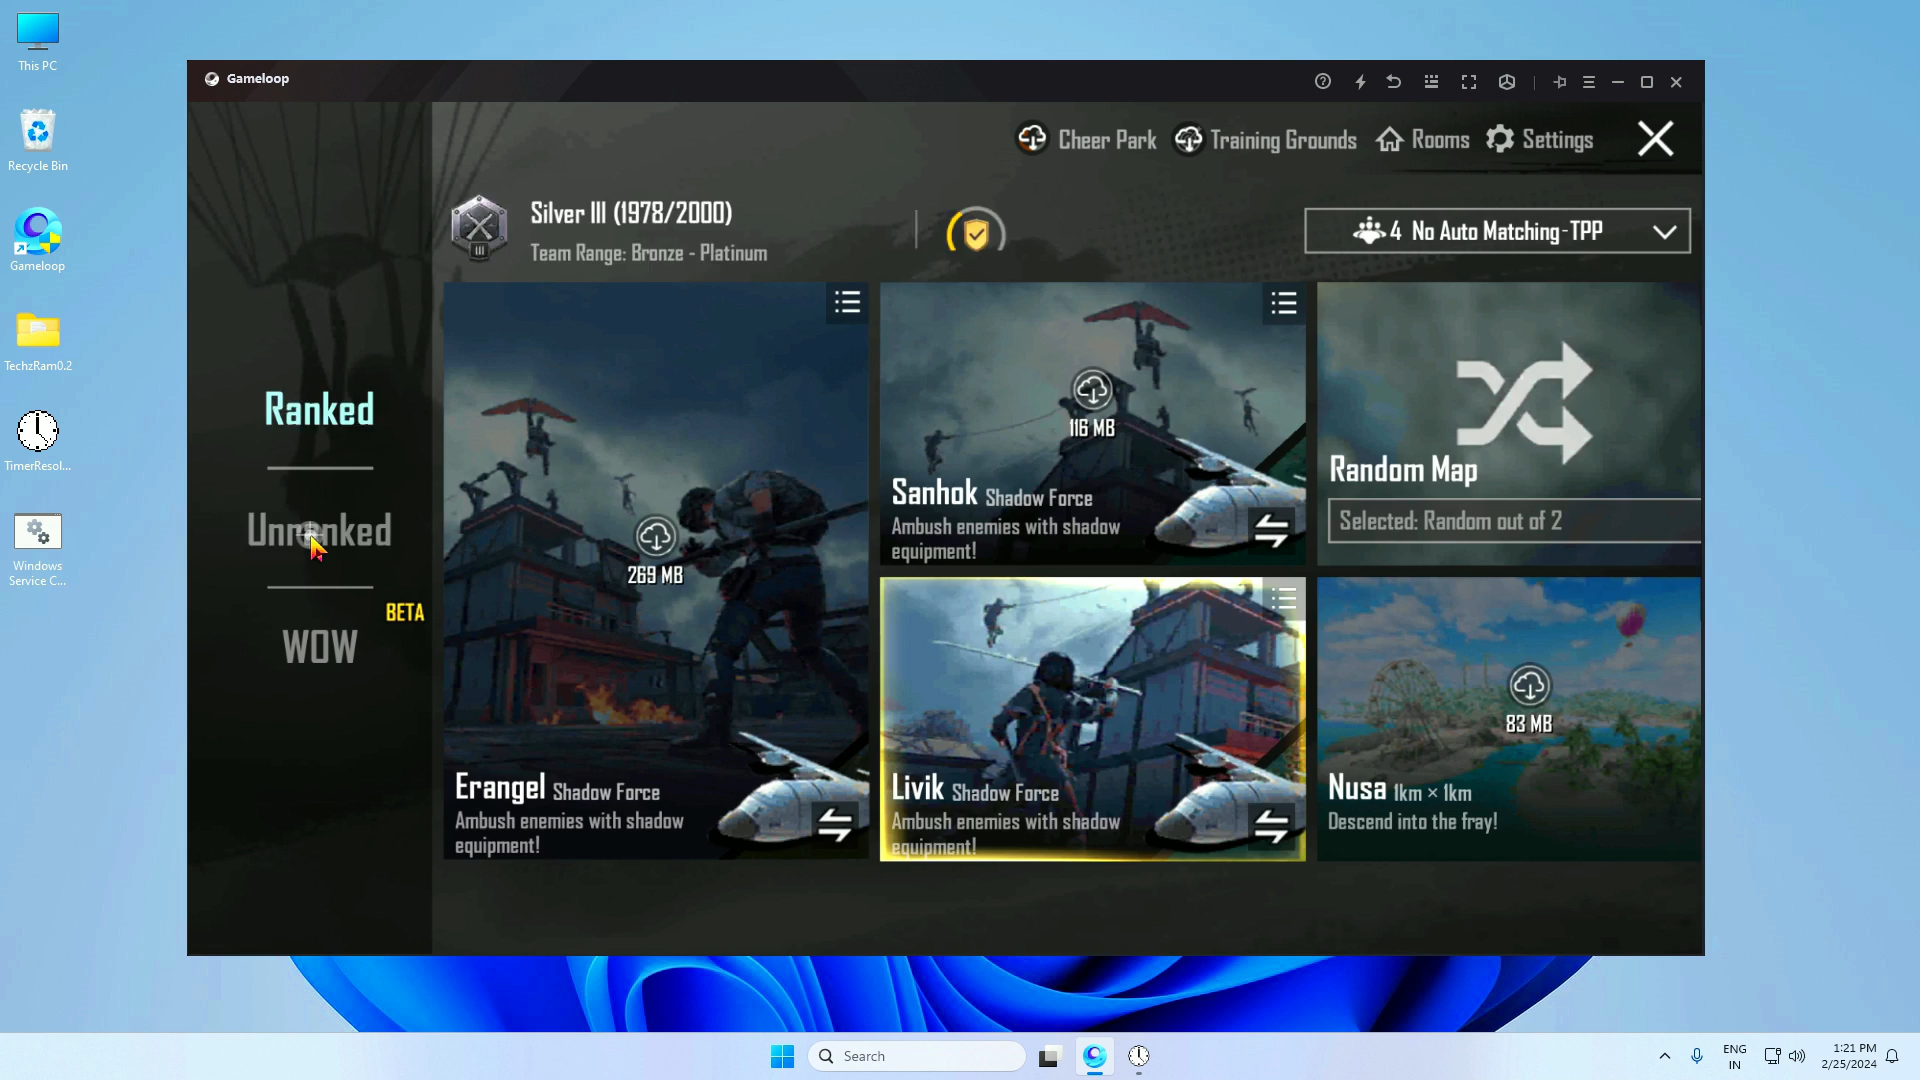 This PC
Recycle Bin
Gameloop
TechzRam0.2
TimerResol...
Windows
Service C...
Gameloop
Cheer Park
Training Grounds
Rooms
Settings
Silver III (1978/2000)
Team Range: Bronze - Platinum
4 No Auto Matching-TPP
Ranked
Unranked
BETA
WOW
269 MB
Erangel Shadow Force
Ambush enemies with shadow
equipment!
116 MB
Sanhok Shadow Force
Ambush enemies with shadow
equipment!
Livik Shadow Force
Ambush enemies with shadow
equipment!
Random Map
Selected: Random out of 2
83 MB
Nusa 1km × 1km
Descend into the fray!
Search
ENG
IN
1:21 PM
2/25/2024